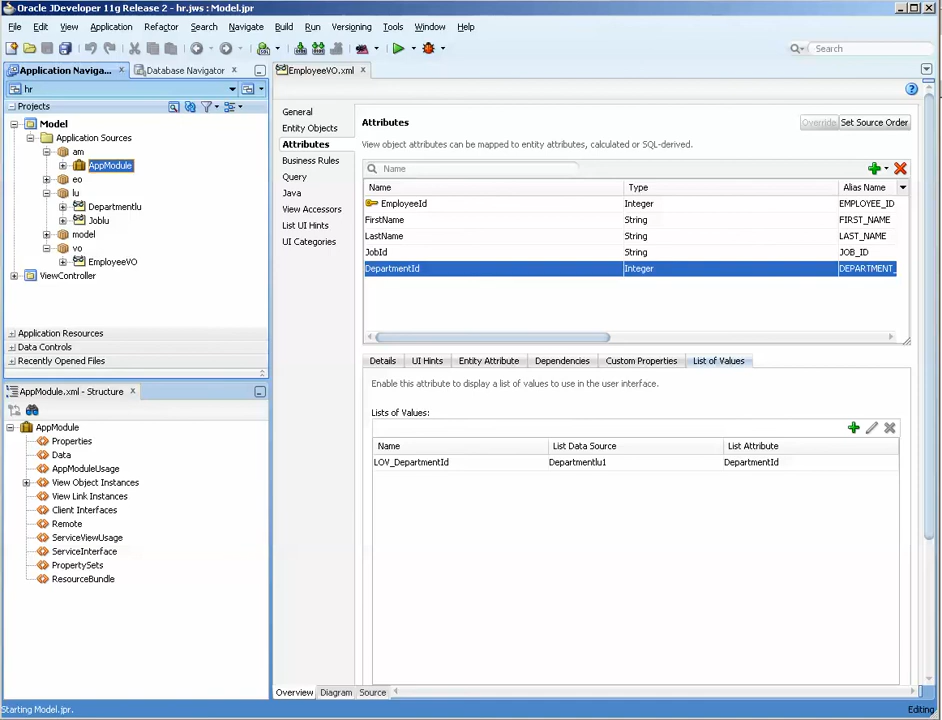 Oracle JDeveloper 11g Release 2 - hr.jws : Model.jpr
File Edit View Application Refactor Search Navigate Build Run Versioning Tools Window Help
Search
Application Naviga...
Database Navigator
EmployeeVO.xml
hr
Projects
Model
Application Sources
am
AppModule
eo
lu
Departmentlu
Joblu
model
vo
EmployeeVO
ViewController
Application Resources
Data Controls
Recently Opened Files
AppModule.xml - Structure
AppModule
Properties
Data
AppModuleUsage
View Object Instances
View Link Instances
Client Interfaces
Remote
ServiceViewUsage
ServiceInterface
PropertySets
ResourceBundle
General
Entity Objects
Attributes
Business Rules
Query
Java
View Accessors
List UI Hints
UI Categories
Attributes
Override Set Source Order
View object attributes can be mapped to entity attributes, calculated or SQL-derived.
Name
Name Type Alias Name
EmployeeId Integer EMPLOYEE_ID
FirstName String FIRST_NAME
LastName String LAST_NAME
JobId String JOB_ID
DepartmentId Integer DEPARTMENT_
Details UI Hints Entity Attribute Dependencies Custom Properties List of Values
Enable this attribute to display a list of values to use in the user interface.
Lists of Values:
Name List Data Source List Attribute
LOV_DepartmentId Departmentlu1 DepartmentId
Overview Diagram Source
Starting Model.jpr.
Editing